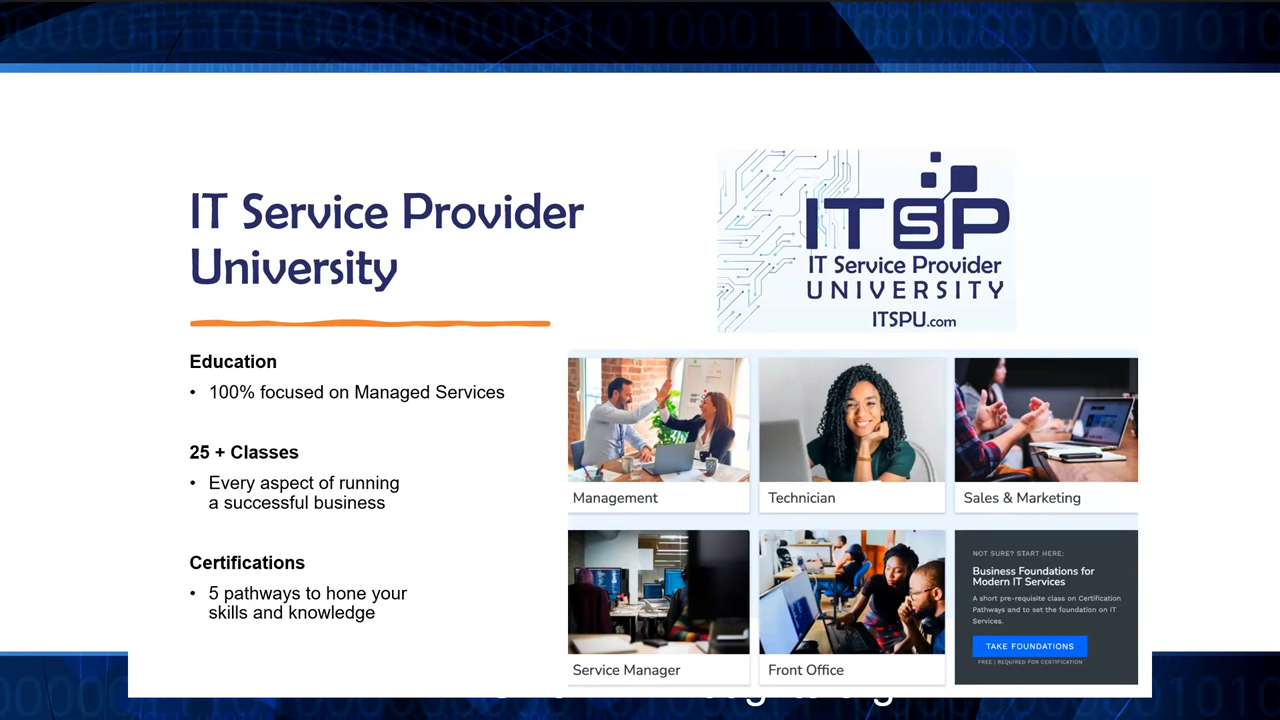 IT Service Provider
University
Education
• 100% focused on Managed Services
25 + Classes
• Every aspect of running
a successful business
Certifications
• 5 pathways to hone your
skills and knowledge
ITSP
IT Service Provider
UNIVERSITY
ITSPU.com
Management
Technician
Sales & Marketing
Service Manager
Front Office
NOT SURE? START HERE:
Business Foundations for
Modern IT Services
A short pre-requisite class on Certification
Pathways and to set the foundation on IT
Services.
TAKE FOUNDATIONS
FREE | REQUIRED FOR CERTIFICATION